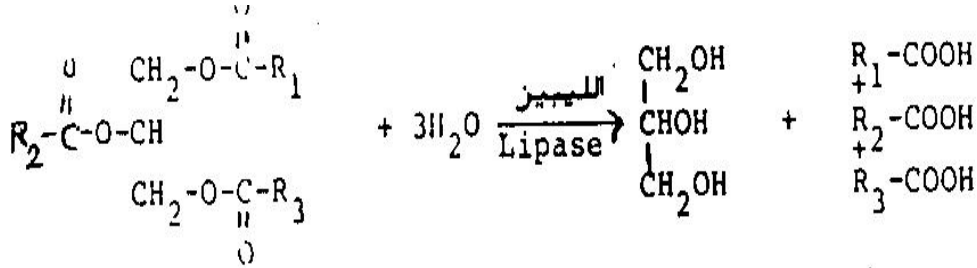 O
||
O CH₂-O-C-R₁ CH₂OH R₁-COOH
|| | +
R₂-C-O-CH + 3H₂O الليبيز Lipase → CHOH + R₂-COOH
| +
CH₂-O-C-R₃ CH₂OH R₃-COOH
||
O